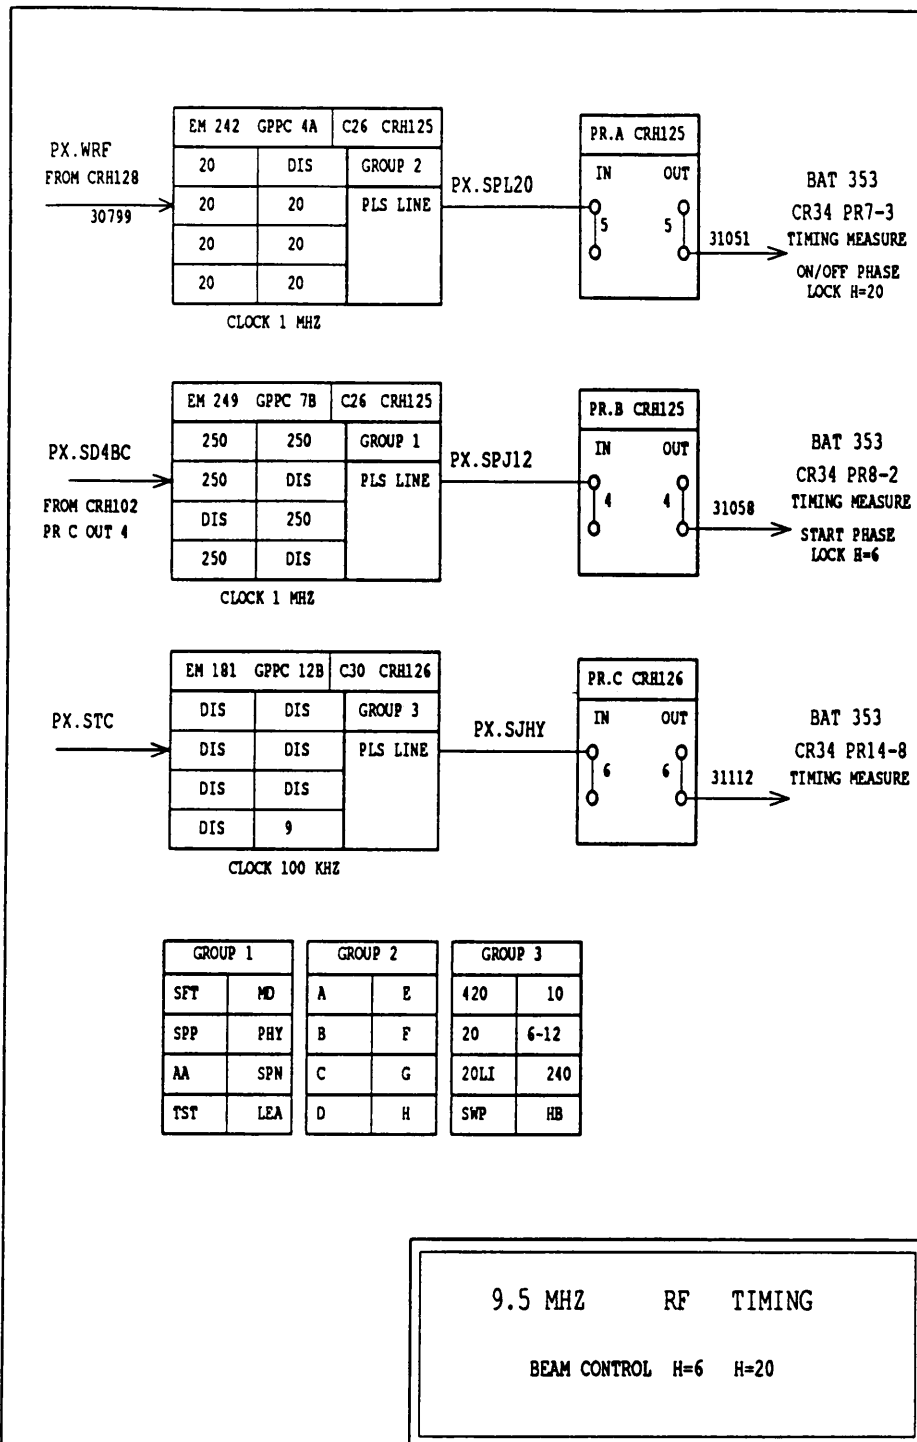 EM 242 GPPC 4A C26 CRH125
PX.WRF
FROM CRH128
30799
20 DIS GROUP 2
20 20 PLS LINE
20 20
20 20
CLOCK 1 MHZ
PX.SPL20
PR.A CRH125
IN OUT
5 5
31051
BAT 353
CR34 PR7-3
TIMING MEASURE
ON/OFF PHASE
LOCK H=20
EM 249 GPPC 7B C26 CRH125
PX.SD4BC
FROM CRH102
PR C OUT 4
250 250 GROUP 1
250 DIS PLS LINE
DIS 250
250 DIS
CLOCK 1 MHZ
PX.SPJ12
PR.B CRH125
IN OUT
4 4
31058
BAT 353
CR34 PR8-2
TIMING MEASURE
START PHASE
LOCK H=6
EM 181 GPPC 12B C30 CRH126
PX.STC
DIS DIS GROUP 3
DIS DIS PLS LINE
DIS DIS
DIS 9
CLOCK 100 KHZ
PX.SJHY
PR.C CRH126
IN OUT
6 6
31112
BAT 353
CR34 PR14-8
TIMING MEASURE
GROUP 1 GROUP 2 GROUP 3
SFT MD A E 420 10
SPP PHY B F 20 6-12
AA SPN C G 20LI 240
TST LEA D H SWP HB
9.5 MHZ RF TIMING
BEAM CONTROL H=6 H=20